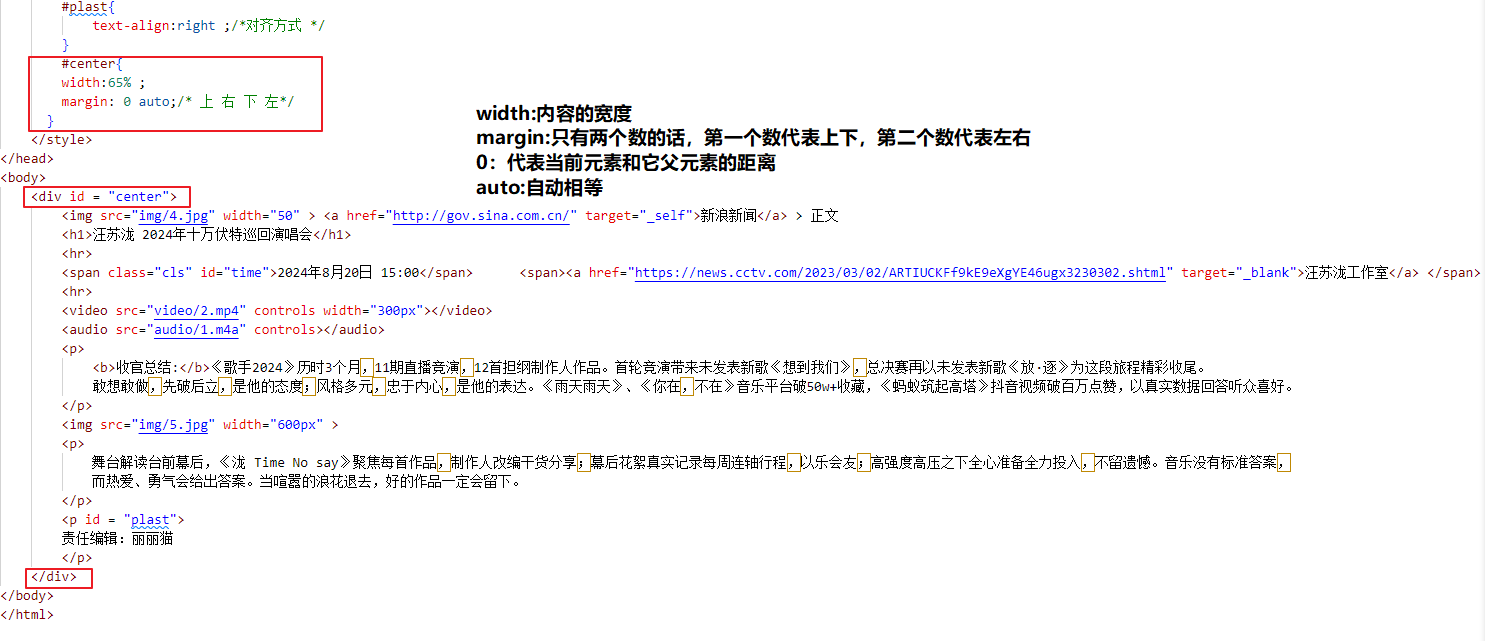 #plast{
text-align:right ;/*对齐方式 */
}
#center{
width:65% ;
margin: 0 auto;/* 上 右 下 左*/
}
</style>
</head>
<body>
<div id = "center">
<img src="img/4.jpg" width="50" > <a href="http://gov.sina.com.cn/" target="_self">新浪新闻</a> > 正文
<h1>汪苏泷 2024年十万伏特巡回演唱会</h1>
<hr>
<span class="cls" id="time">2024年8月20日 15:00</span> <span><a href="https://news.cctv.com/2023/03/02/ARTIUCKFf9kE9eXgYE46ugx3230302.shtml" target="_blank">汪苏泷工作室</a> </span>
<hr>
<video src="video/2.mp4" controls width="300px"></video>
<audio src="audio/1.m4a" controls></audio>
<p>
<b>收官总结:</b>《歌手2024》历时3个月，11期直播竞演，12首担纲制作人作品。首轮竞演带来未发表新歌《想到我们》，总决赛再以未发表新歌《放·逐》为这段旅程精彩收尾。
敢想敢做，先破后立，是他的态度；风格多元，忠于内心，是他的表达。《雨天雨天》、《你在，不在》音乐平台破50w+收藏，《蚂蚁筑起高塔》抖音视频破百万点赞，以真实数据回答听众喜好。
</p>
<img src="img/5.jpg" width="600px" >
<p>
舞台解读台前幕后，《泷 Time No say》聚焦每首作品，制作人改编干货分享；幕后花絮真实记录每周连轴行程，以乐会友；高强度高压之下全心准备全力投入，不留遗憾。音乐没有标准答案，
而热爱、勇气会给出答案。当喧嚣的浪花退去，好的作品一定会留下。
</p>
<p id = "plast">
责任编辑：丽丽猫
</p>
</div>
</body>
</html>
width:内容的宽度
margin:只有两个数的话，第一个数代表上下，第二个数代表左右
0：代表当前元素和它父元素的距离
auto:自动相等